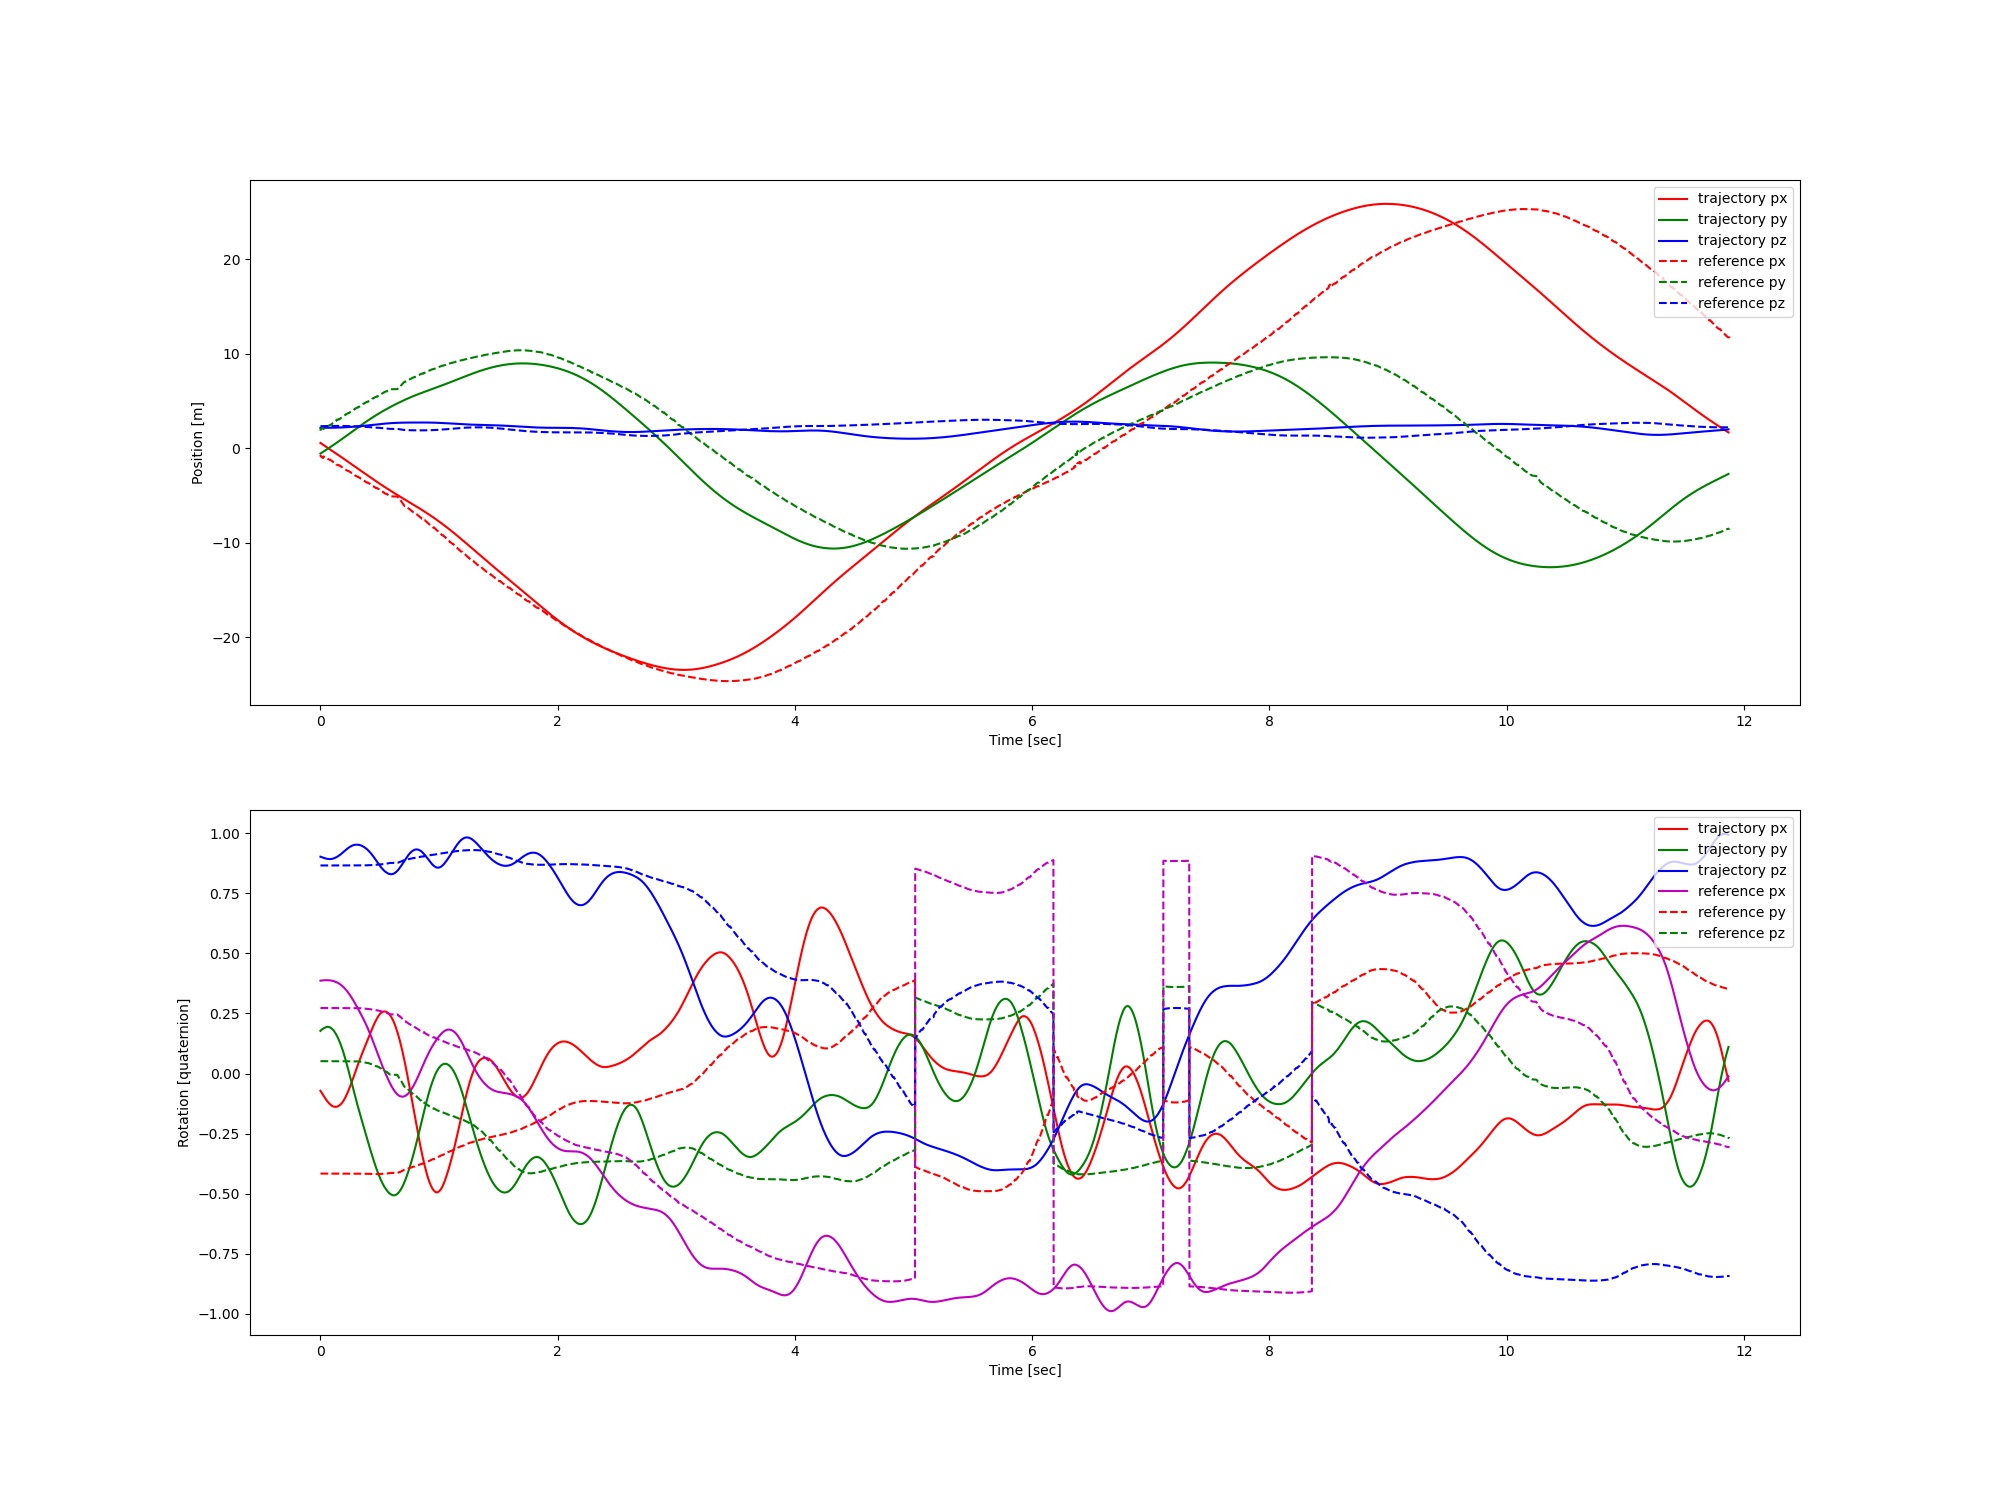 20
10
0
−10
−20
Position [m]
trajectory px
trajectory py
trajectory pz
reference px
reference py
reference pz
0 2 4 6 8 10 12
Time [sec]
1.00
0.75
0.50
0.25
0.00
−0.25
−0.50
−0.75
−1.00
Rotation [quaternion]
trajectory px
trajectory py
trajectory pz
reference px
reference py
reference pz
0 2 4 6 8 10 12
Time [sec]